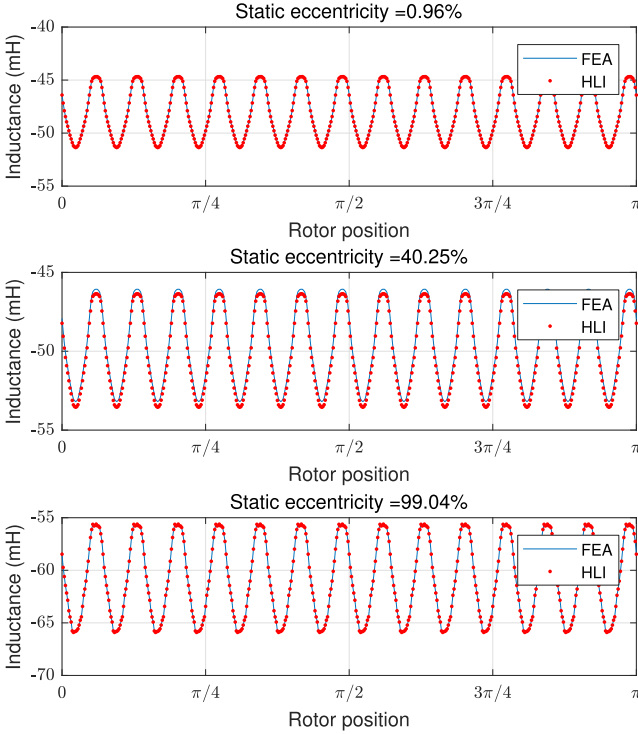 Static eccentricity =0.96%
Inductance (mH)
-40
-45
-50
-55
FEA
HLI
0
π/4
π/2
3π/4
π
Rotor position
Static eccentricity =40.25%
Inductance (mH)
-45
-50
-55
FEA
HLI
0
π/4
π/2
3π/4
π
Rotor position
Static eccentricity =99.04%
Inductance (mH)
-55
-60
-65
-70
FEA
HLI
0
π/4
π/2
3π/4
π
Rotor position